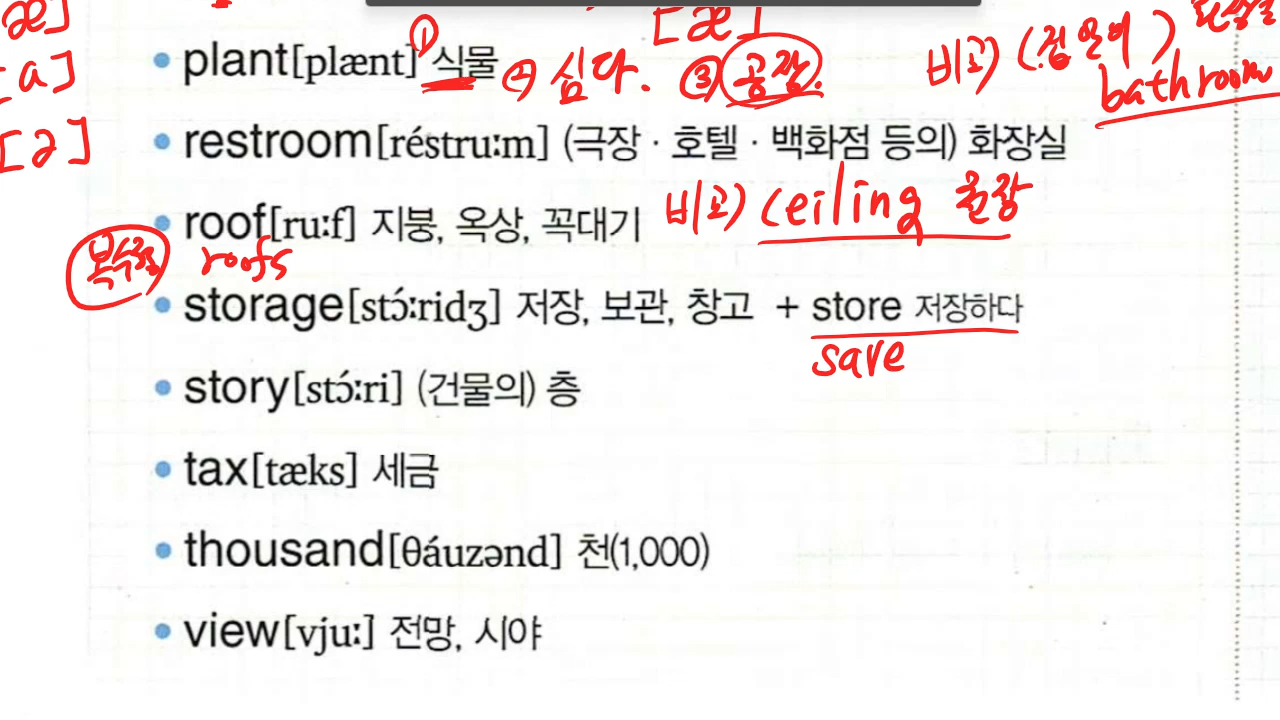 [æ]
[æ]
[a]
[ə]
plant[plænt] ① 식물 ② 심다. ③ 공장.
비교) (집안의 ) 화장실
bathroom
restroom[réstruːm] (극장 · 호텔 · 백화점 등의) 화장실
roof[ruːf] 지붕, 옥상, 꼭대기 비교) ceiling 천장
복수형 roofs
storage[stɔ́ːridʒ] 저장, 보관, 창고 + store 저장하다
save
story[stɔ́ːri] (건물의) 층
tax[tæks] 세금
thousand[θáuzənd] 천(1,000)
view[vjuː] 전망, 시야